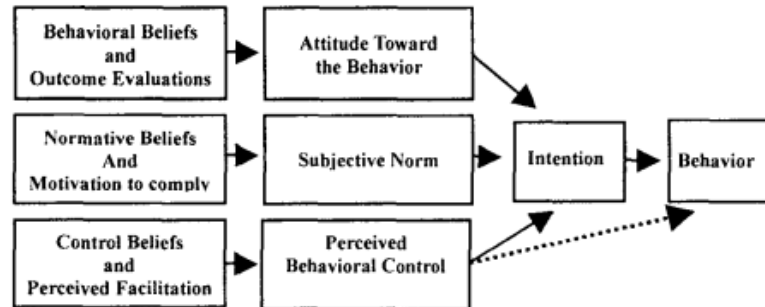 Behavioral Beliefs
and
Outcome Evaluations
Attitude Toward
the Behavior
Normative Beliefs
And
Motivation to comply
Subjective Norm
Intention
Behavior
Control Beliefs
and
Perceived Facilitation
Perceived
Behavioral Control